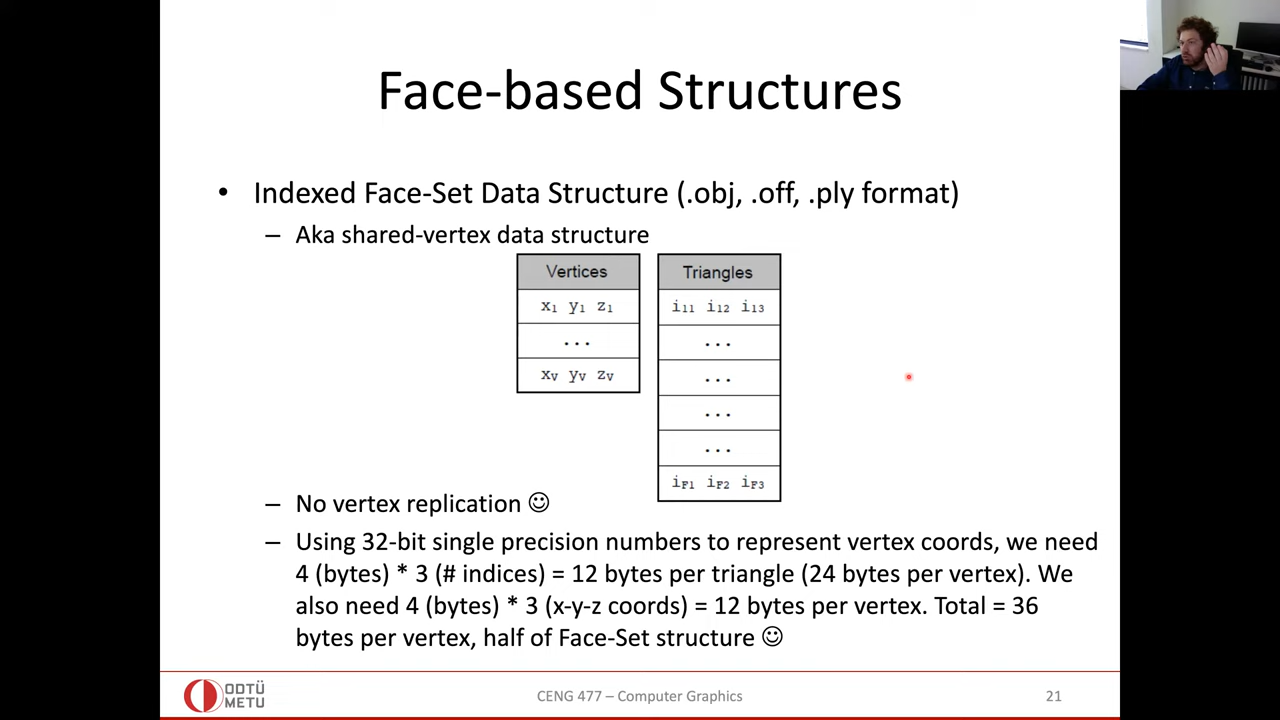 Face-based Structures
• Indexed Face-Set Data Structure (.obj, .off, .ply format)
– Aka shared-vertex data structure
Vertices
x₁ y₁ z₁
...
xᵥ yᵥ zᵥ
Triangles
i₁₁ i₁₂ i₁₃
...
...
...
...
i_F1 i_F2 i_F3
– No vertex replication ☺
– Using 32-bit single precision numbers to represent vertex coords, we need
4 (bytes) * 3 (# indices) = 12 bytes per triangle (24 bytes per vertex). We
also need 4 (bytes) * 3 (x-y-z coords) = 12 bytes per vertex. Total = 36
bytes per vertex, half of Face-Set structure ☺
ODTÜ
METU
CENG 477 – Computer Graphics
21